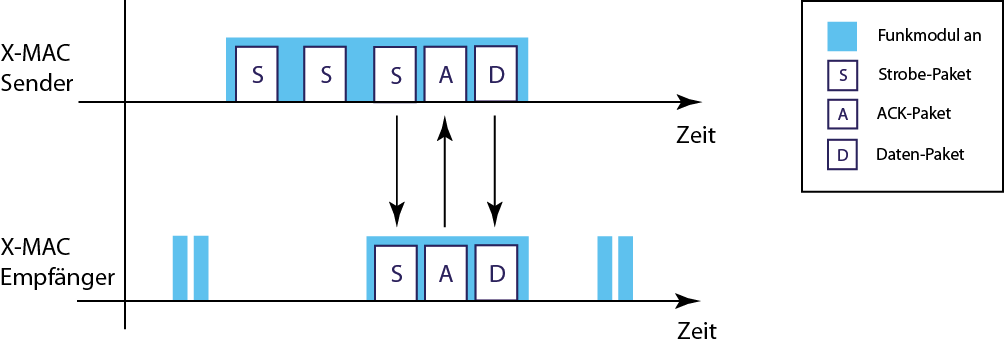 X-MAC
Sender
S S S A D
Zeit
X-MAC
Empfänger
S A D
Zeit
Funkmodul an
S Strobe-Paket
A ACK-Paket
D Daten-Paket